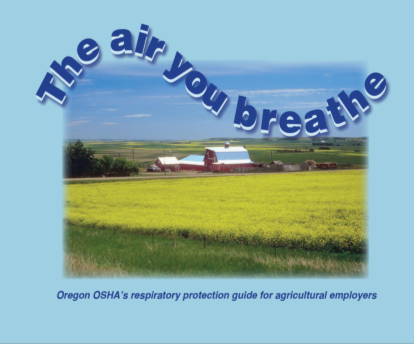 The air you breathe
Oregon OSHA's respiratory protection guide for agricultural employers